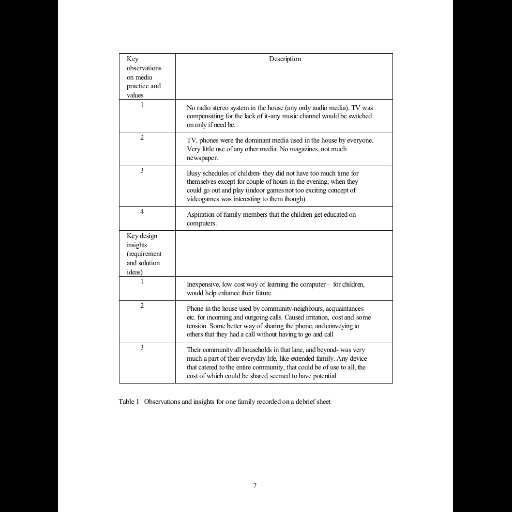 Key
observations
on media
practice and
values
Description
1
No radio stereo system in the house (any only audio media). TV was
compensating for the lack of it-any music channel would be switched
on only if need be.
2
TV, phones were the dominant media used in the house by everyone.
Very little use of any other media. No magazines, not much
newspaper.
3
Busy schedules of children- they did not have too much time for
themselves except for couple of hours in the evening, when they
could go out and play (indoor games not too exciting concept of
videogames was interesting to them though)
4
Aspiration of family members that the children get educated on
computers.
Key design
insights
(requirement
and solution
ideas)
1
Inexpensive, low cost way of learning the computer – for children,
would help enhance their future.
2
Phone in the house used by community-neighbours, acquaintances
etc. for incoming and outgoing calls. Caused irritation, cost and some
tension. Some better way of sharing the phone, and conveying to
others that they had a call without having to go and call
3
Their community all households in that lane, and beyond- was very
much a part of their everyday life, like extended family. Any device
that catered to the entire community, that could be of use to all, the
cost of which could be shared, seemed to have potential
Table 1 Observations and insights for one family recorded on a debrief sheet
7